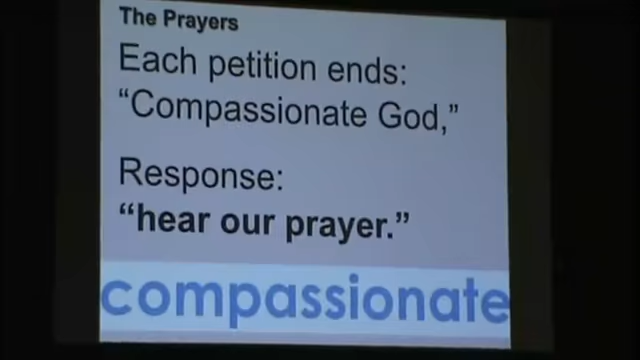 The Prayers
Each petition ends:
“Compassionate God,”
Response:
“hear our prayer.”
compassionate